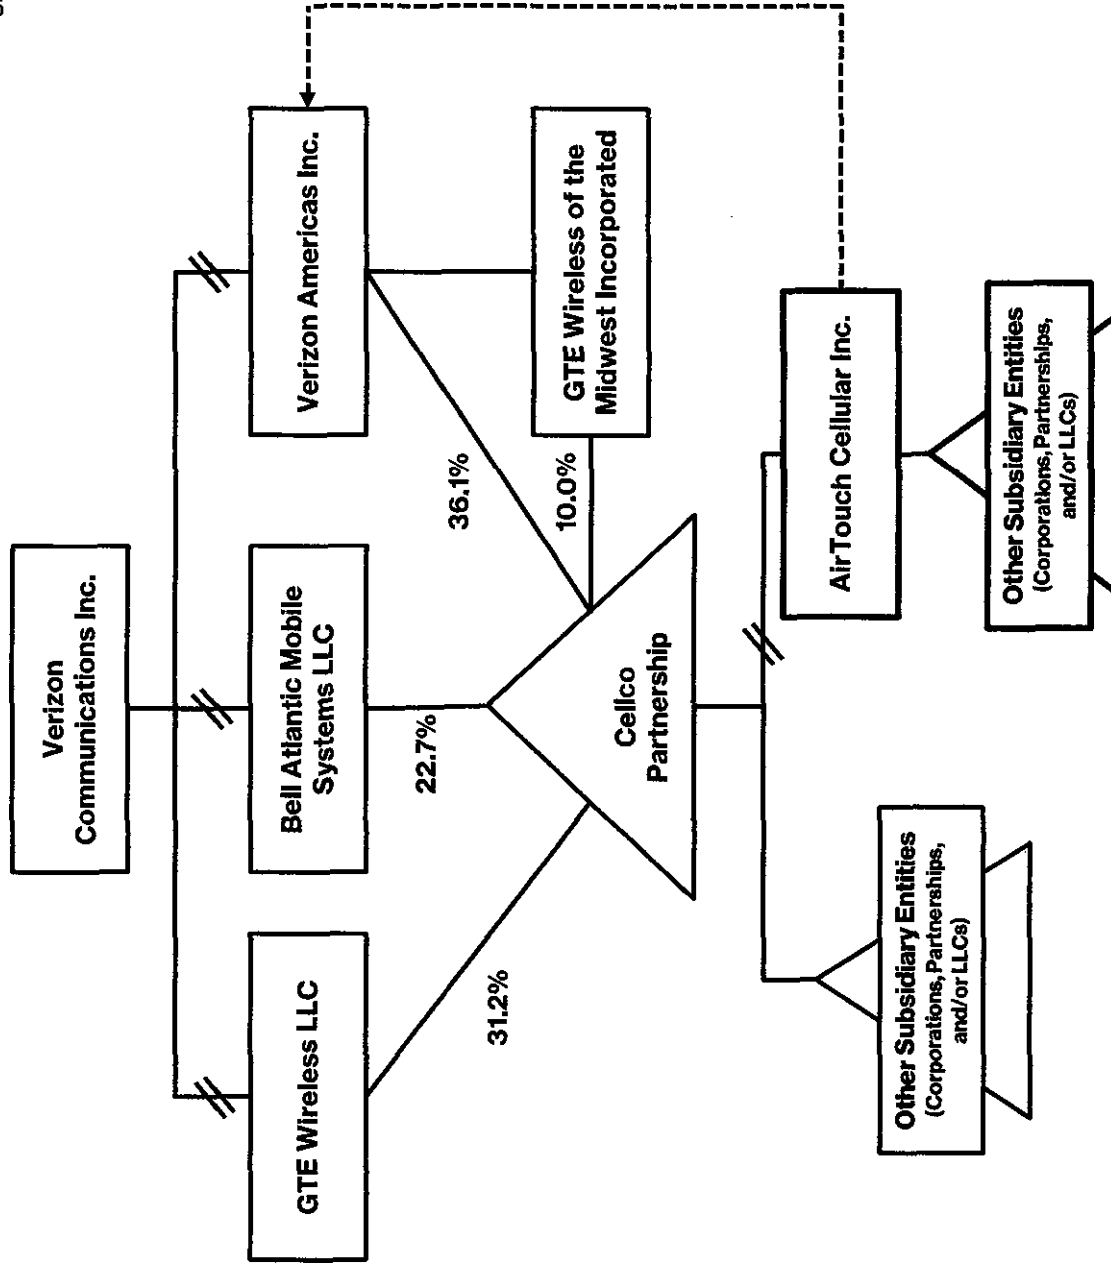 Verizon
Communications Inc.
GTE Wireless LLC
Bell Atlantic Mobile
Systems LLC
Verizon Americas Inc.
31.2%
22.7%
36.1%
10.0%
GTE Wireless of the
Midwest Incorporated
Cellco
Partnership
AirTouch Cellular Inc.
Other Subsidiary Entities
(Corporations, Partnerships,
and/or LLCs)
Other Subsidiary Entities
(Corporations, Partnerships,
and/or LLCs)